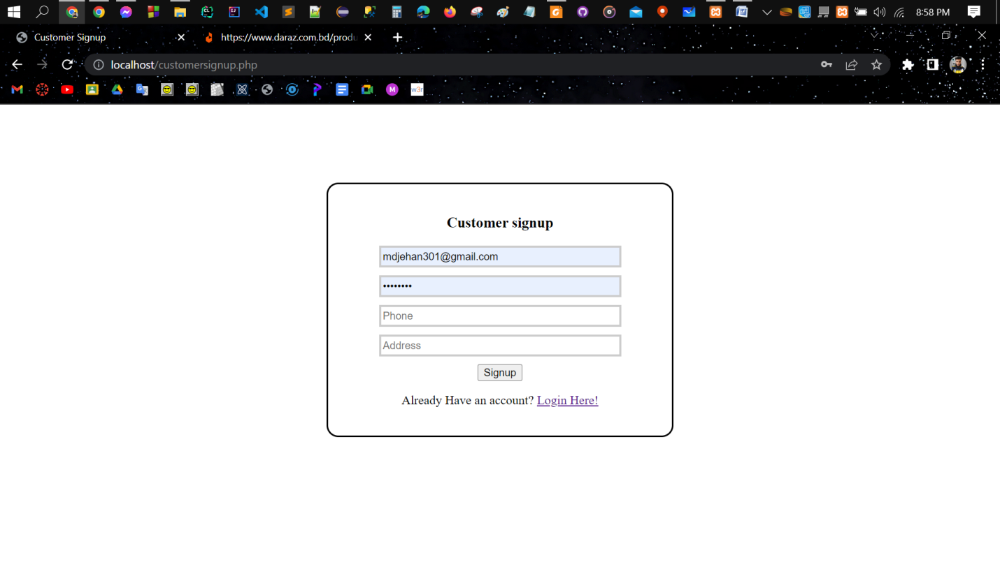 8:58 PM
Customer Signup
https://www.daraz.com.bd/produ
localhost/customersignup.php
M
w3r
Customer signup
mdjehan301@gmail.com
••••••••
Phone
Address
Signup
Already Have an account? Login Here!